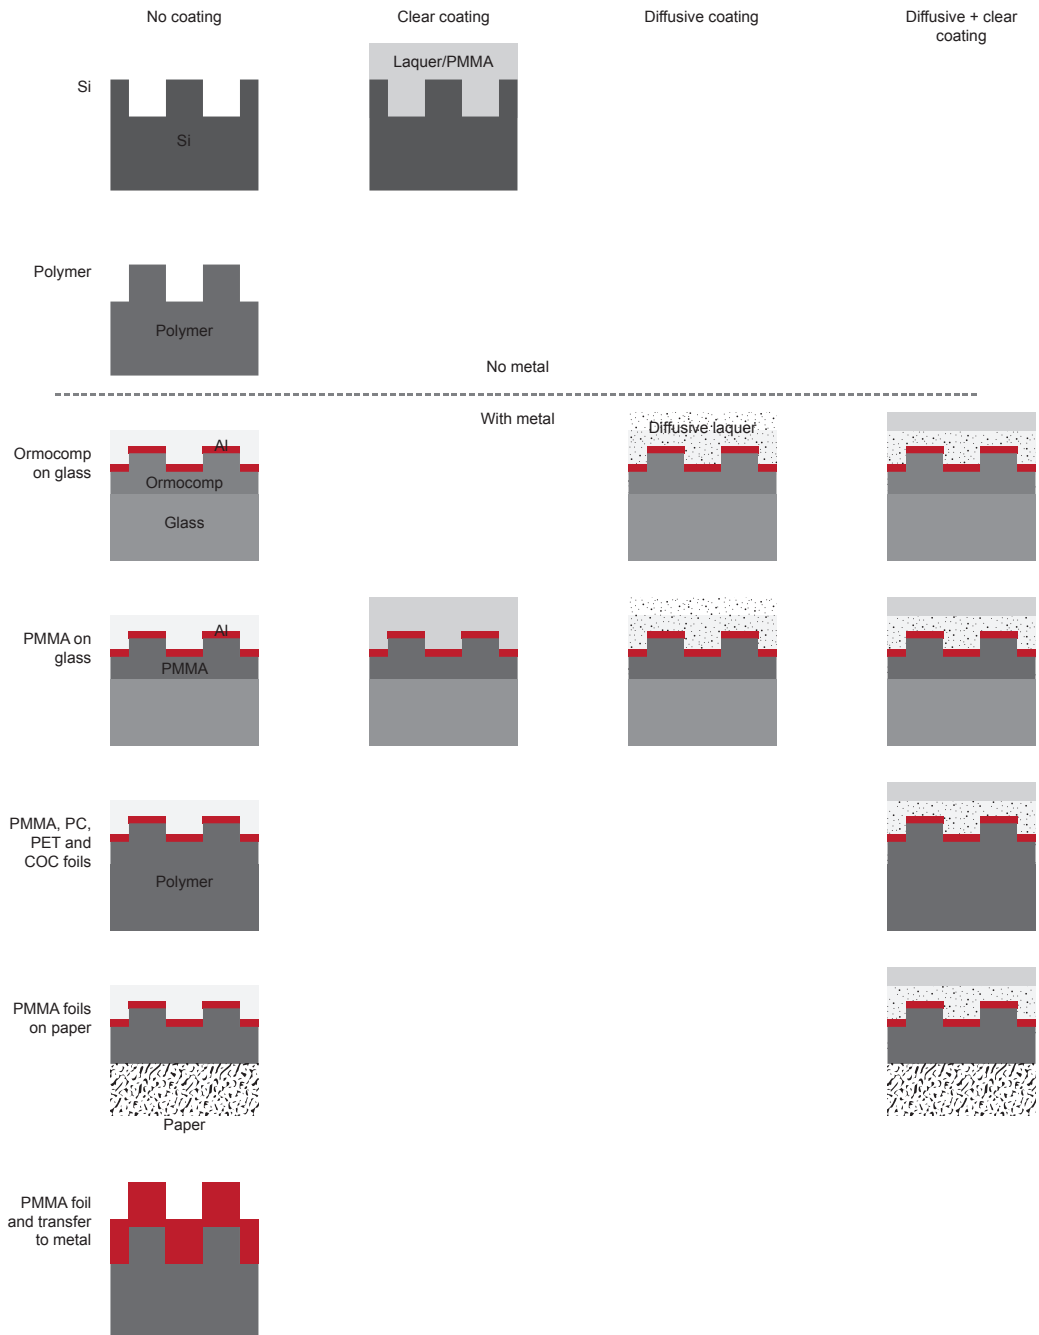 No coating
Clear coating
Diffusive coating
Diffusive + clear
coating
Si
Si
Laquer/PMMA
Polymer
Polymer
No metal
With metal
Ormocomp
on glass
Al
Ormocomp
Glass
Diffusive laquer
PMMA on
glass
Al
PMMA
PMMA, PC,
PET and
COC foils
Polymer
PMMA foils
on paper
Paper
PMMA foil
and transfer
to metal